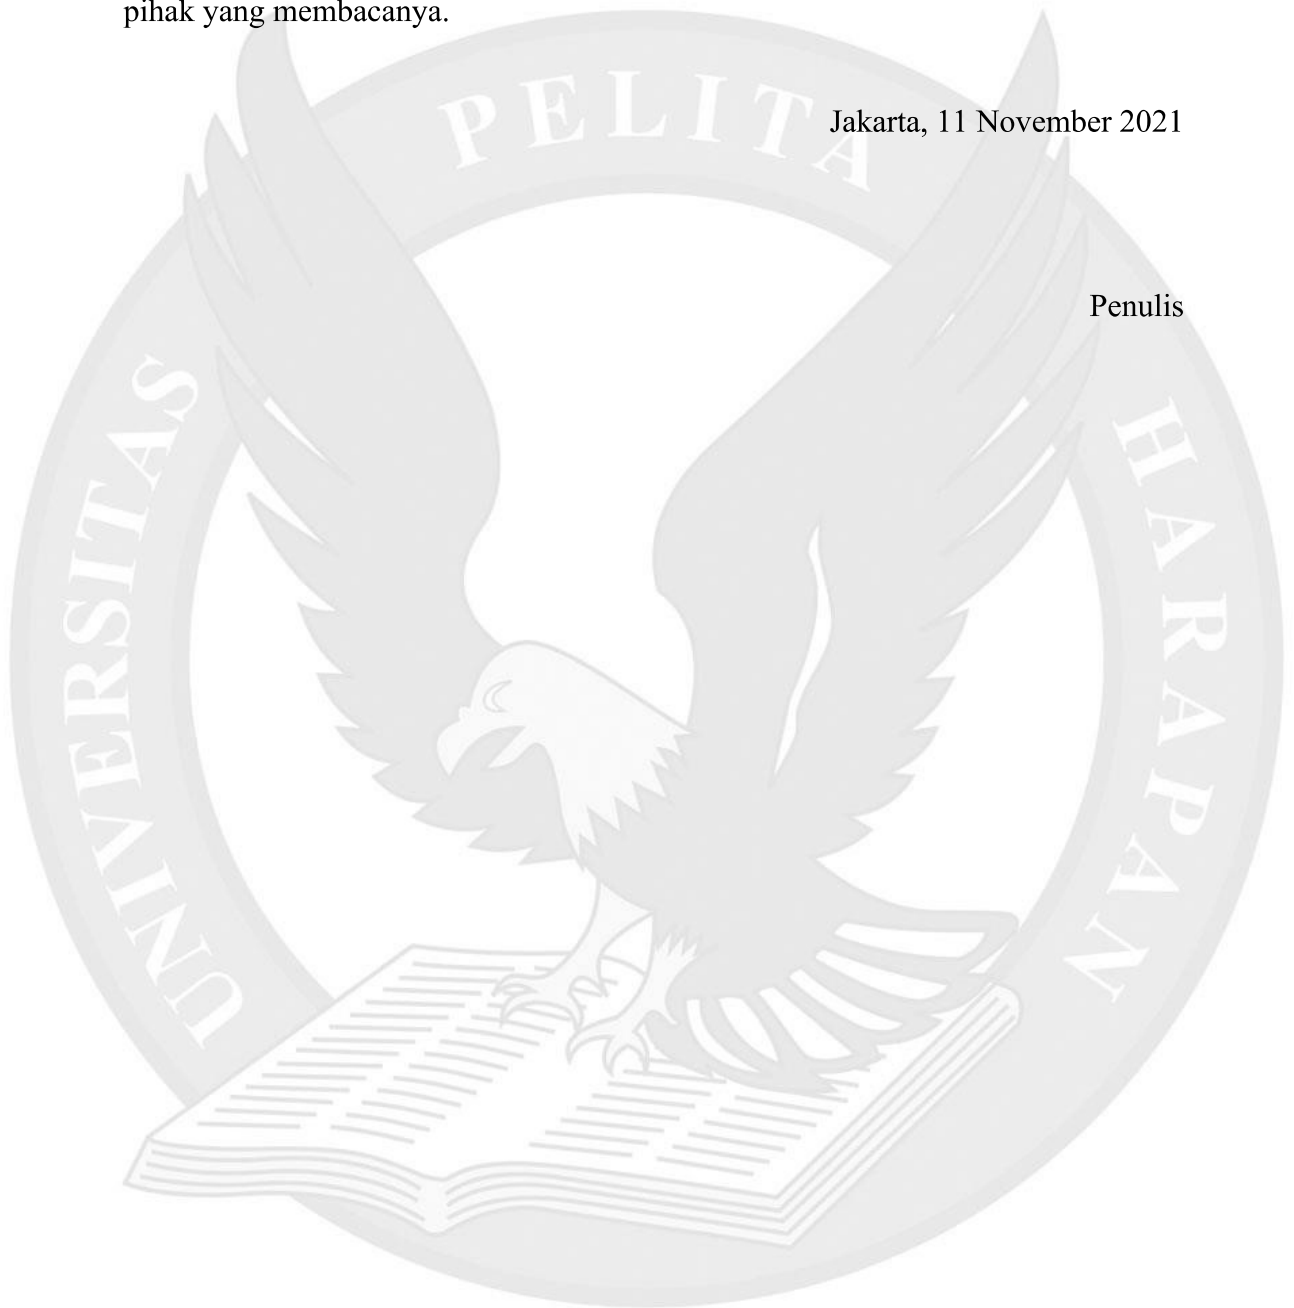 pihak yang membacanya.
Jakarta, 11 November 2021
Penulis
UNIVERSITAS PELITA HARAPAN